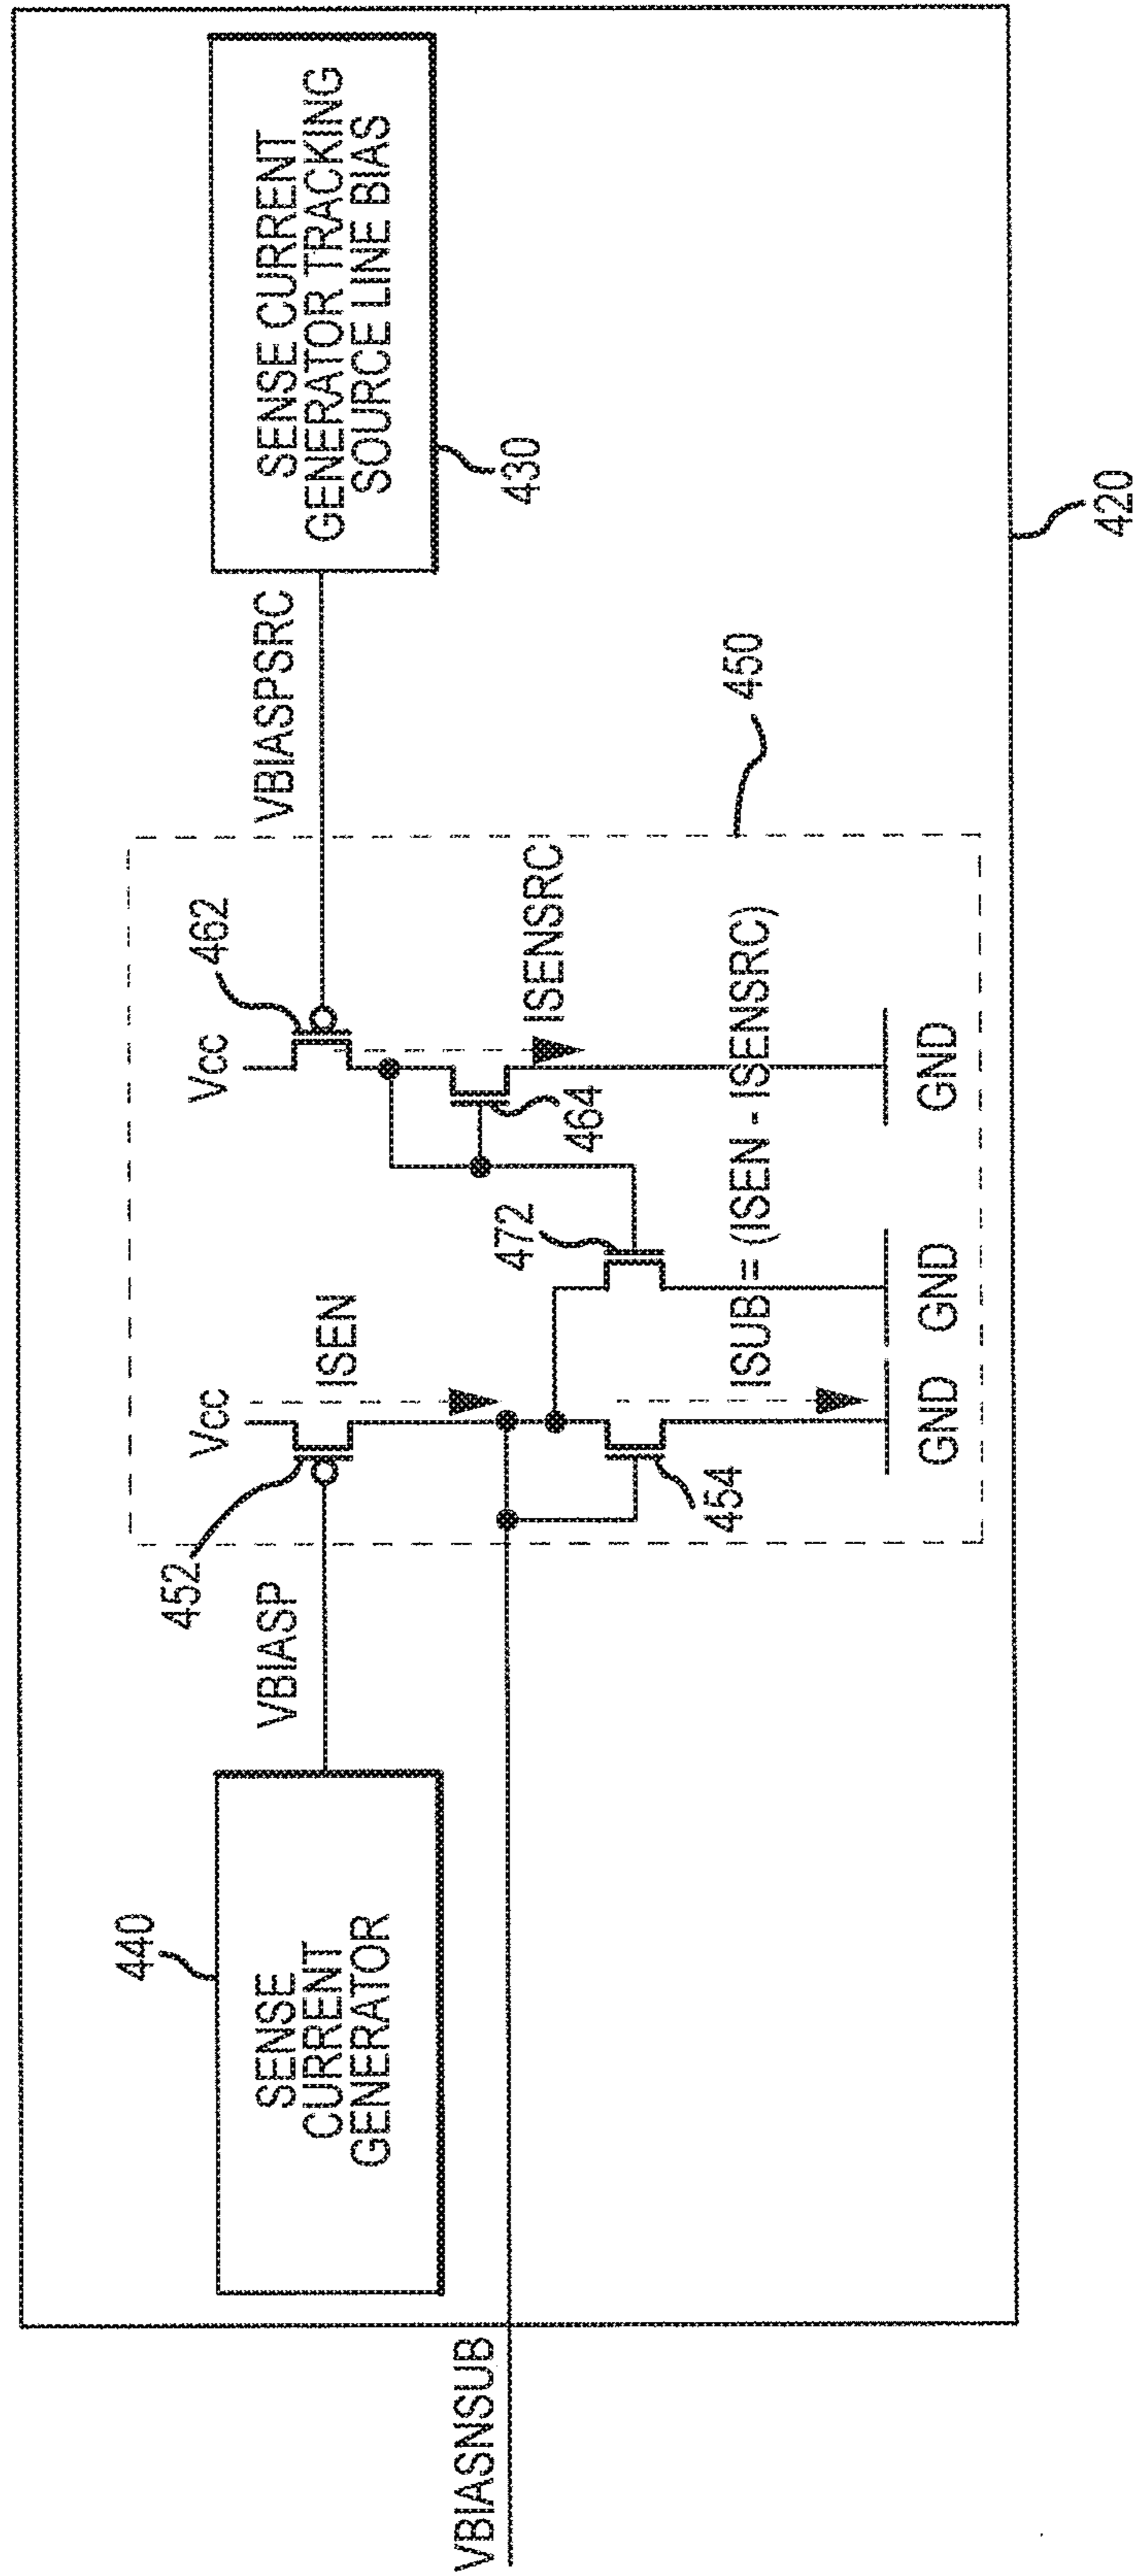 440
SENSE
CURRENT
GENERATOR
VBIASP
452
Vcc
ISEN
Vcc
462
VBIASPSRC
SENSE CURRENT
GENERATOR TRACKING
SOURCE LINE BIAS
430
VBIASNSUB
454
472
464
ISENSRC
ISUB = (ISEN - ISENSRC)
GND
GND
GND
450
420